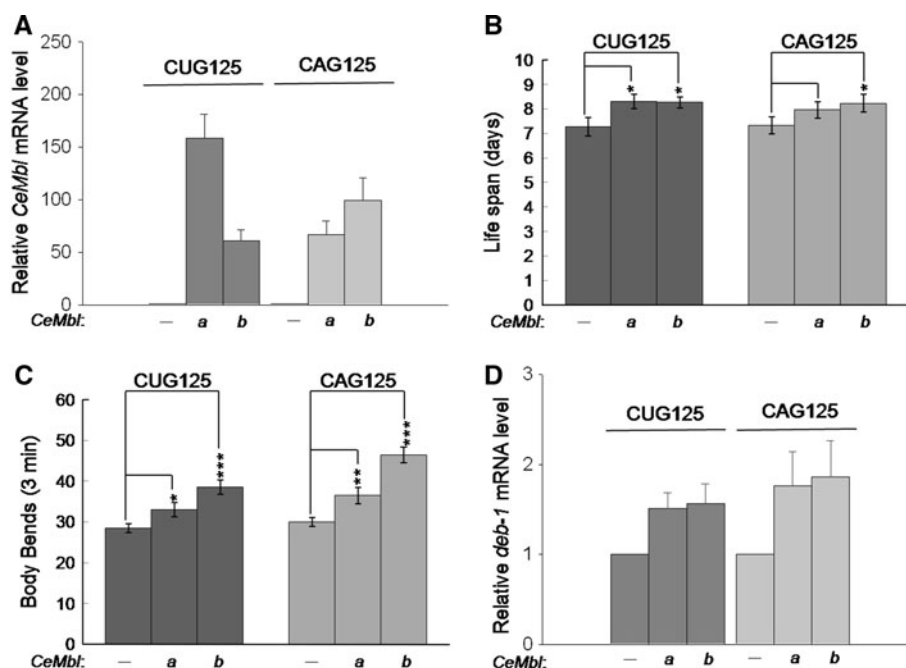 A
Relative CeMbl mRNA level
250
200
150
100
50
0
CUG125 CAG125
CeMbl: — a b — a b
B
Life span (days)
10
9
8
7
6
5
4
3
2
1
0
CUG125 CAG125
* * *
CeMbl: — a b — a b
C
Body Bends (3 min)
60
50
40
30
20
10
0
CUG125 CAG125
* *** ** ***
CeMbl: — a b — a b
D
Relative deb-1 mRNA level
3
2
1
0
CUG125 CAG125
CeMbl: — a b — a b